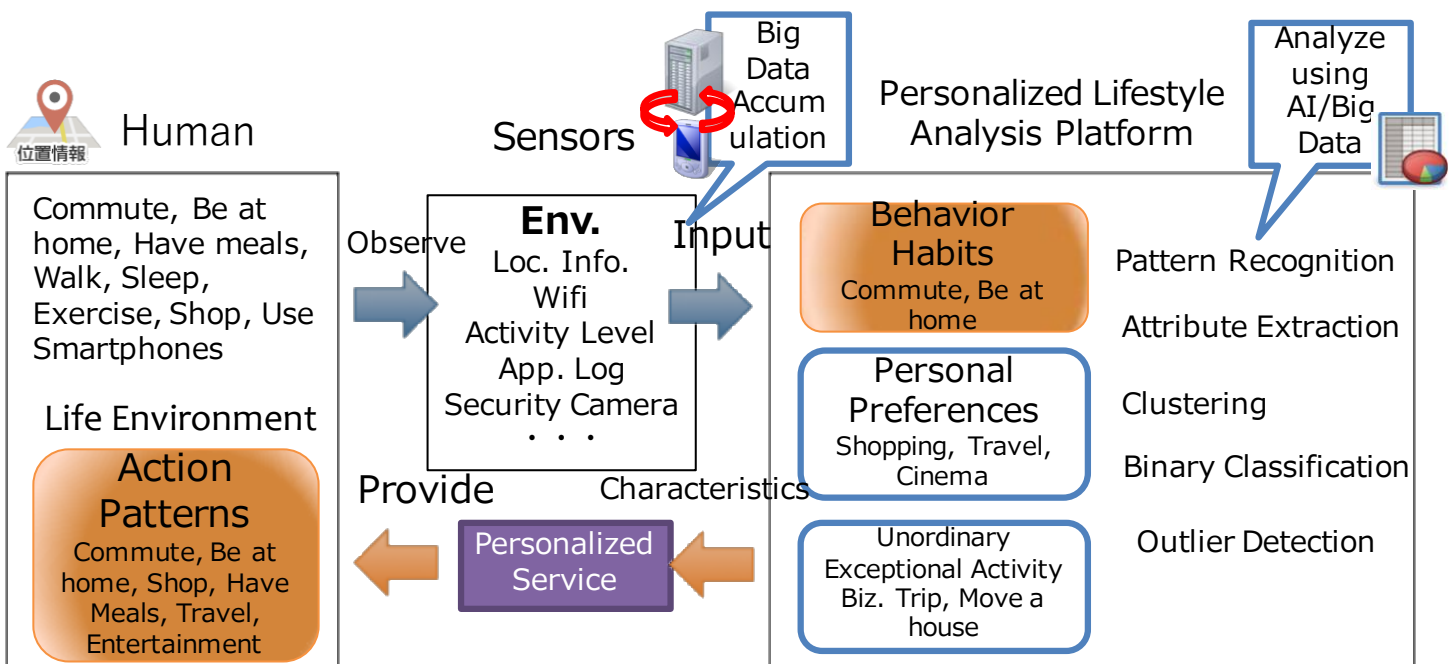 位置情報
Human
Commute, Be at
home, Have meals,
Walk, Sleep,
Exercise, Shop, Use
Smartphones
Life Environment
Action
Patterns
Commute, Be at
home, Shop, Have
Meals, Travel,
Entertainment
Observe
Provide
Sensors
Big
Data
Accum
ulation
Env.
Loc. Info.
Wifi
Activity Level
App. Log
Security Camera
・・・
Input
Characteristics
Personalized
Service
Personalized Lifestyle
Analysis Platform
Analyze
using
AI/Big
Data
Behavior
Habits
Commute, Be at
home
Personal
Preferences
Shopping, Travel,
Cinema
Unordinary
Exceptional Activity
Biz. Trip, Move a
house
Pattern Recognition
Attribute Extraction
Clustering
Binary Classification
Outlier Detection